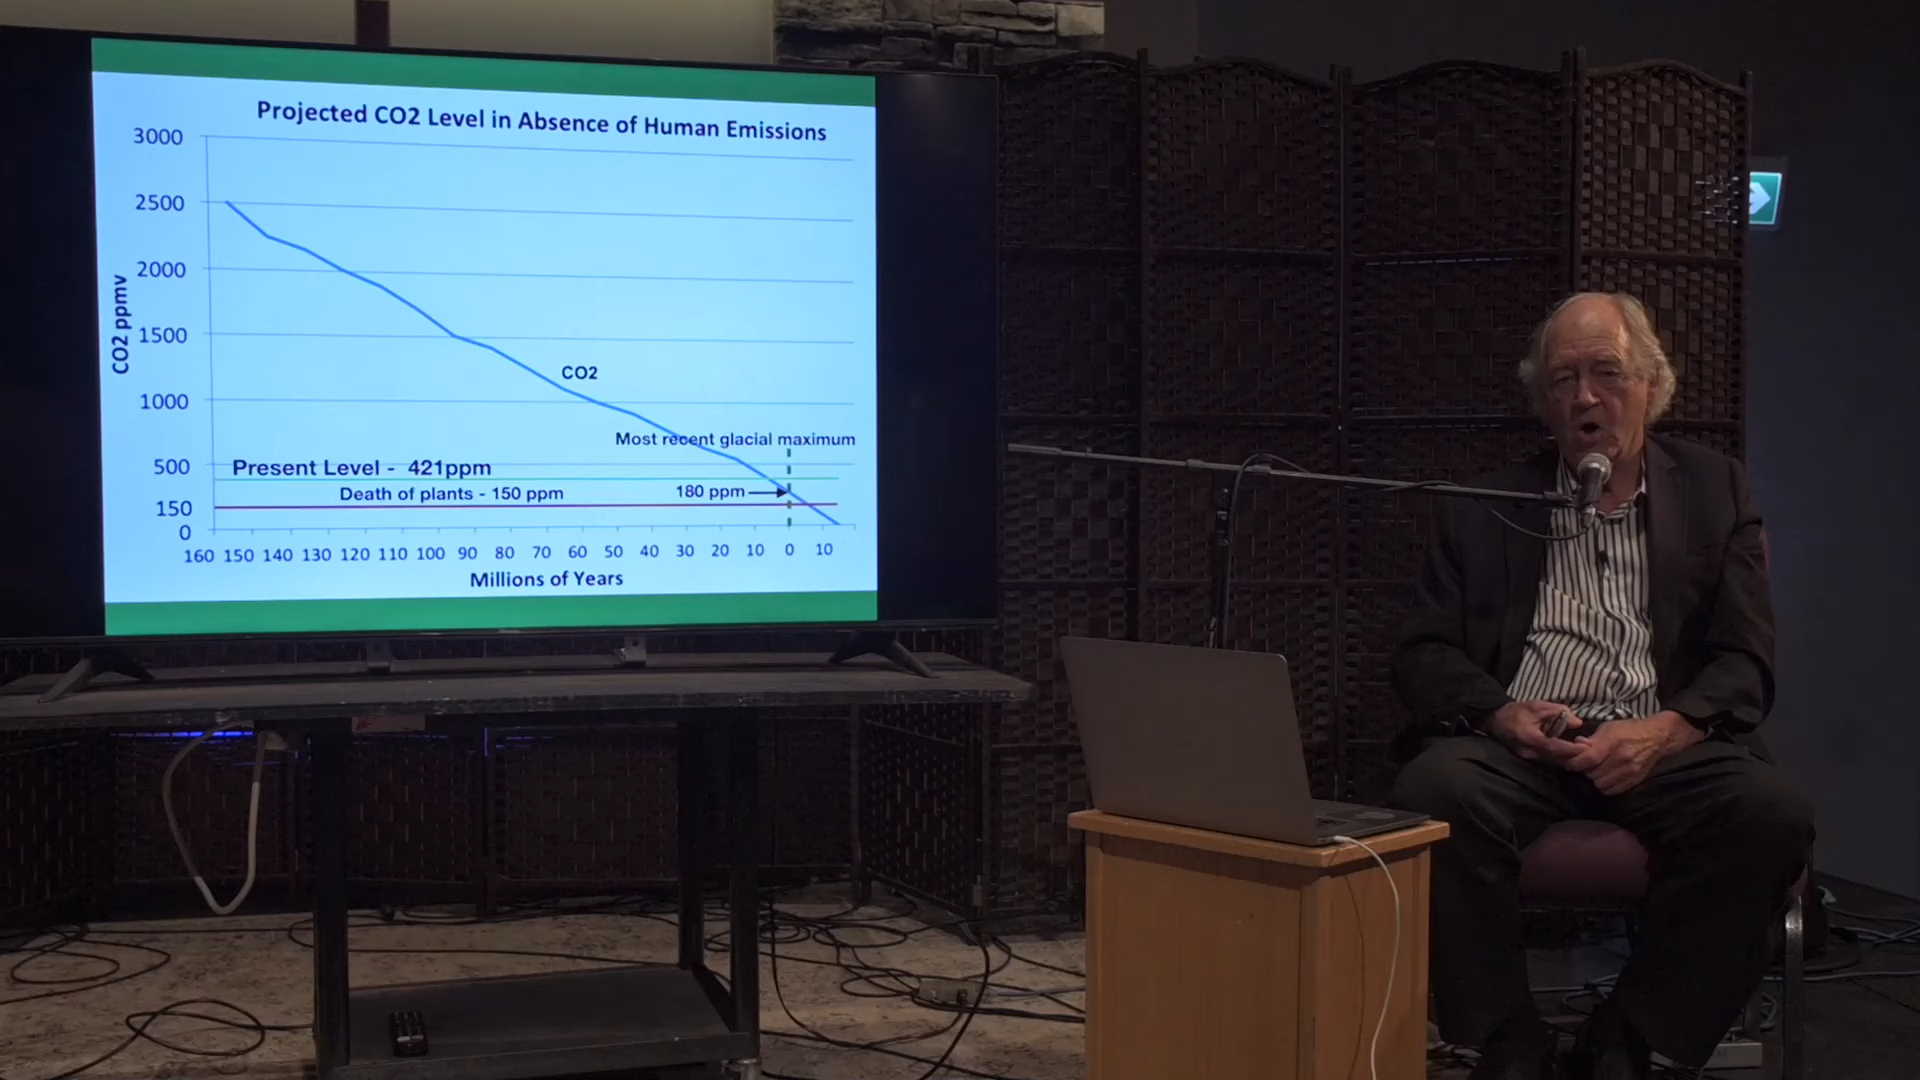 Projected CO2 Level in Absence of Human Emissions
3000
2500
2000
1500
1000
500
150
0
CO2 ppmv
CO2
Most recent glacial maximum
Present Level - 421ppm
Death of plants - 150 ppm
180 ppm
160 150 140 130 120 110 100 90 80 70 60 50 40 30 20 10 0 10
Millions of Years